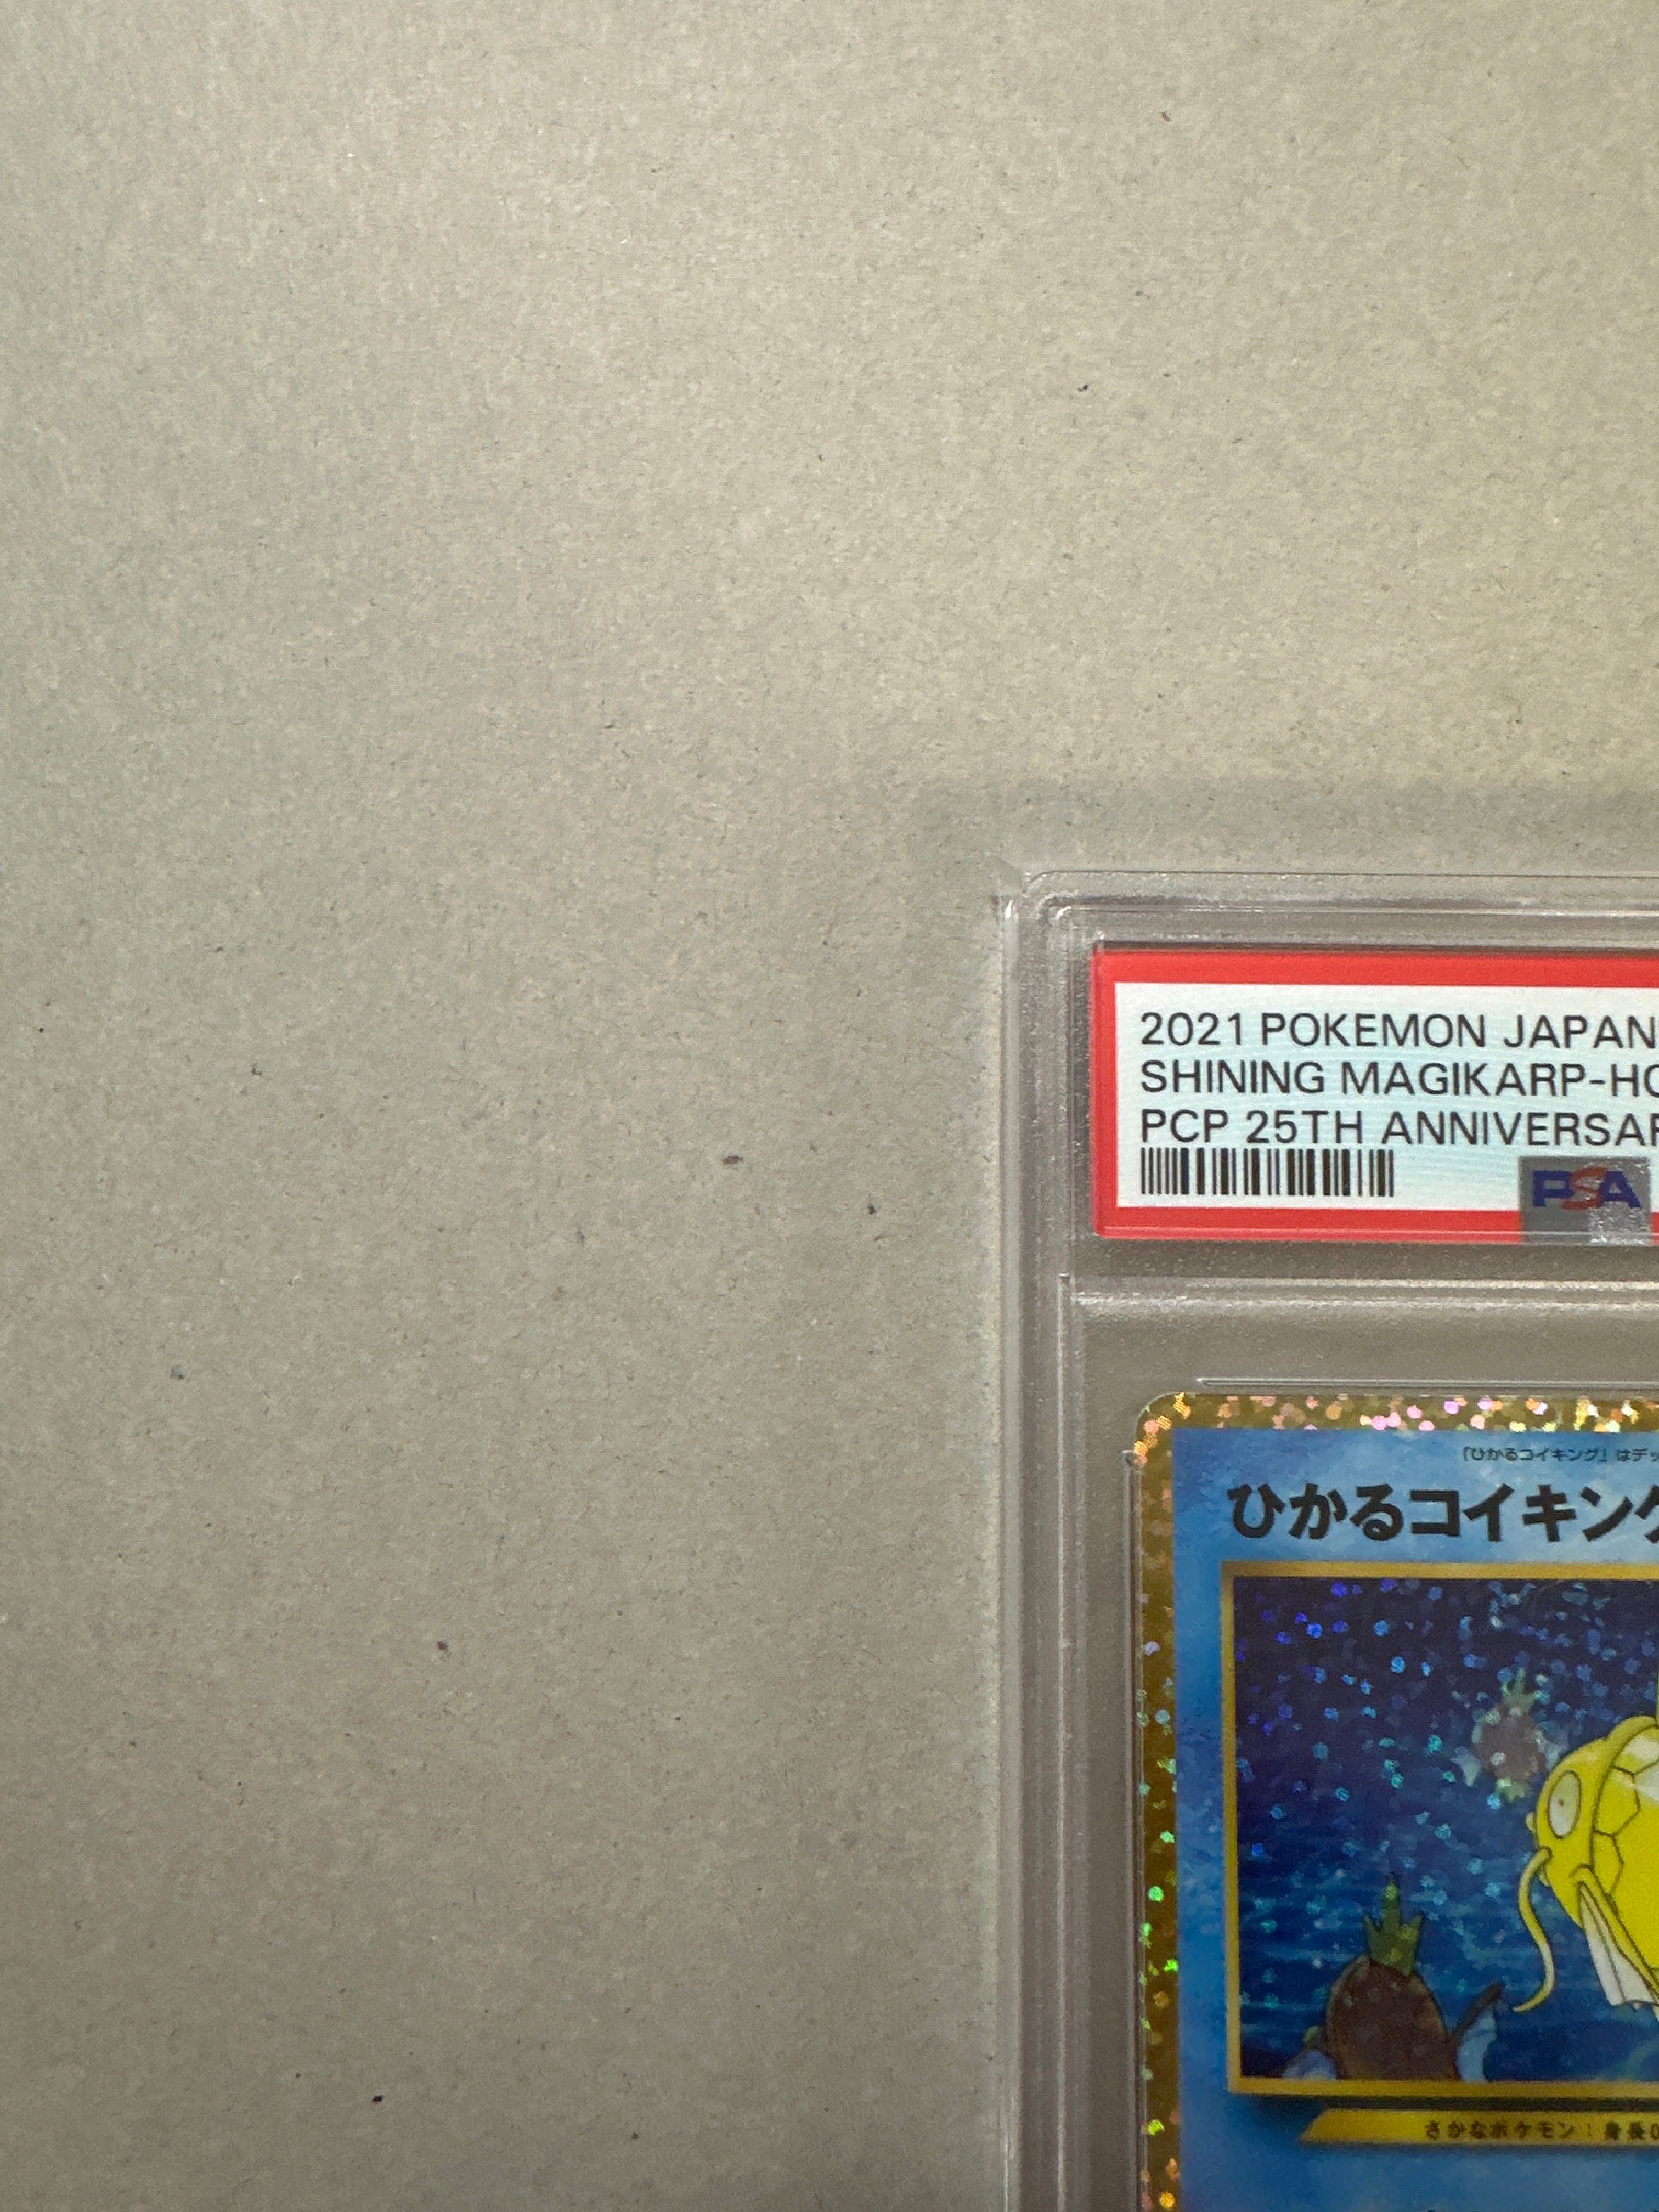 2021 POKEMON JAPAN
SHINING MAGIKARP-HO
PCP 25TH ANNIVERSAR
PSA
「ひかるコイキング」はデッ
ひかるコイキング
さかなポケモン：身長0